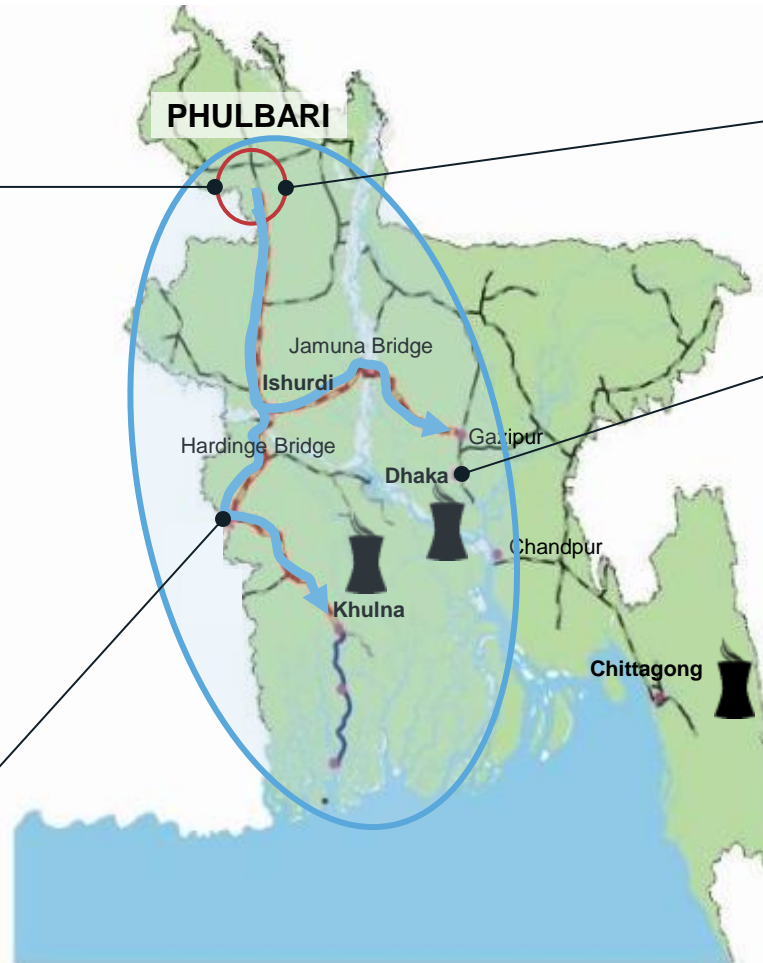 PHULBARI
Jamuna Bridge
Ishurdi
Gazipur
Hardinge Bridge
Dhaka
Chandpur
Khulna
Chittagong